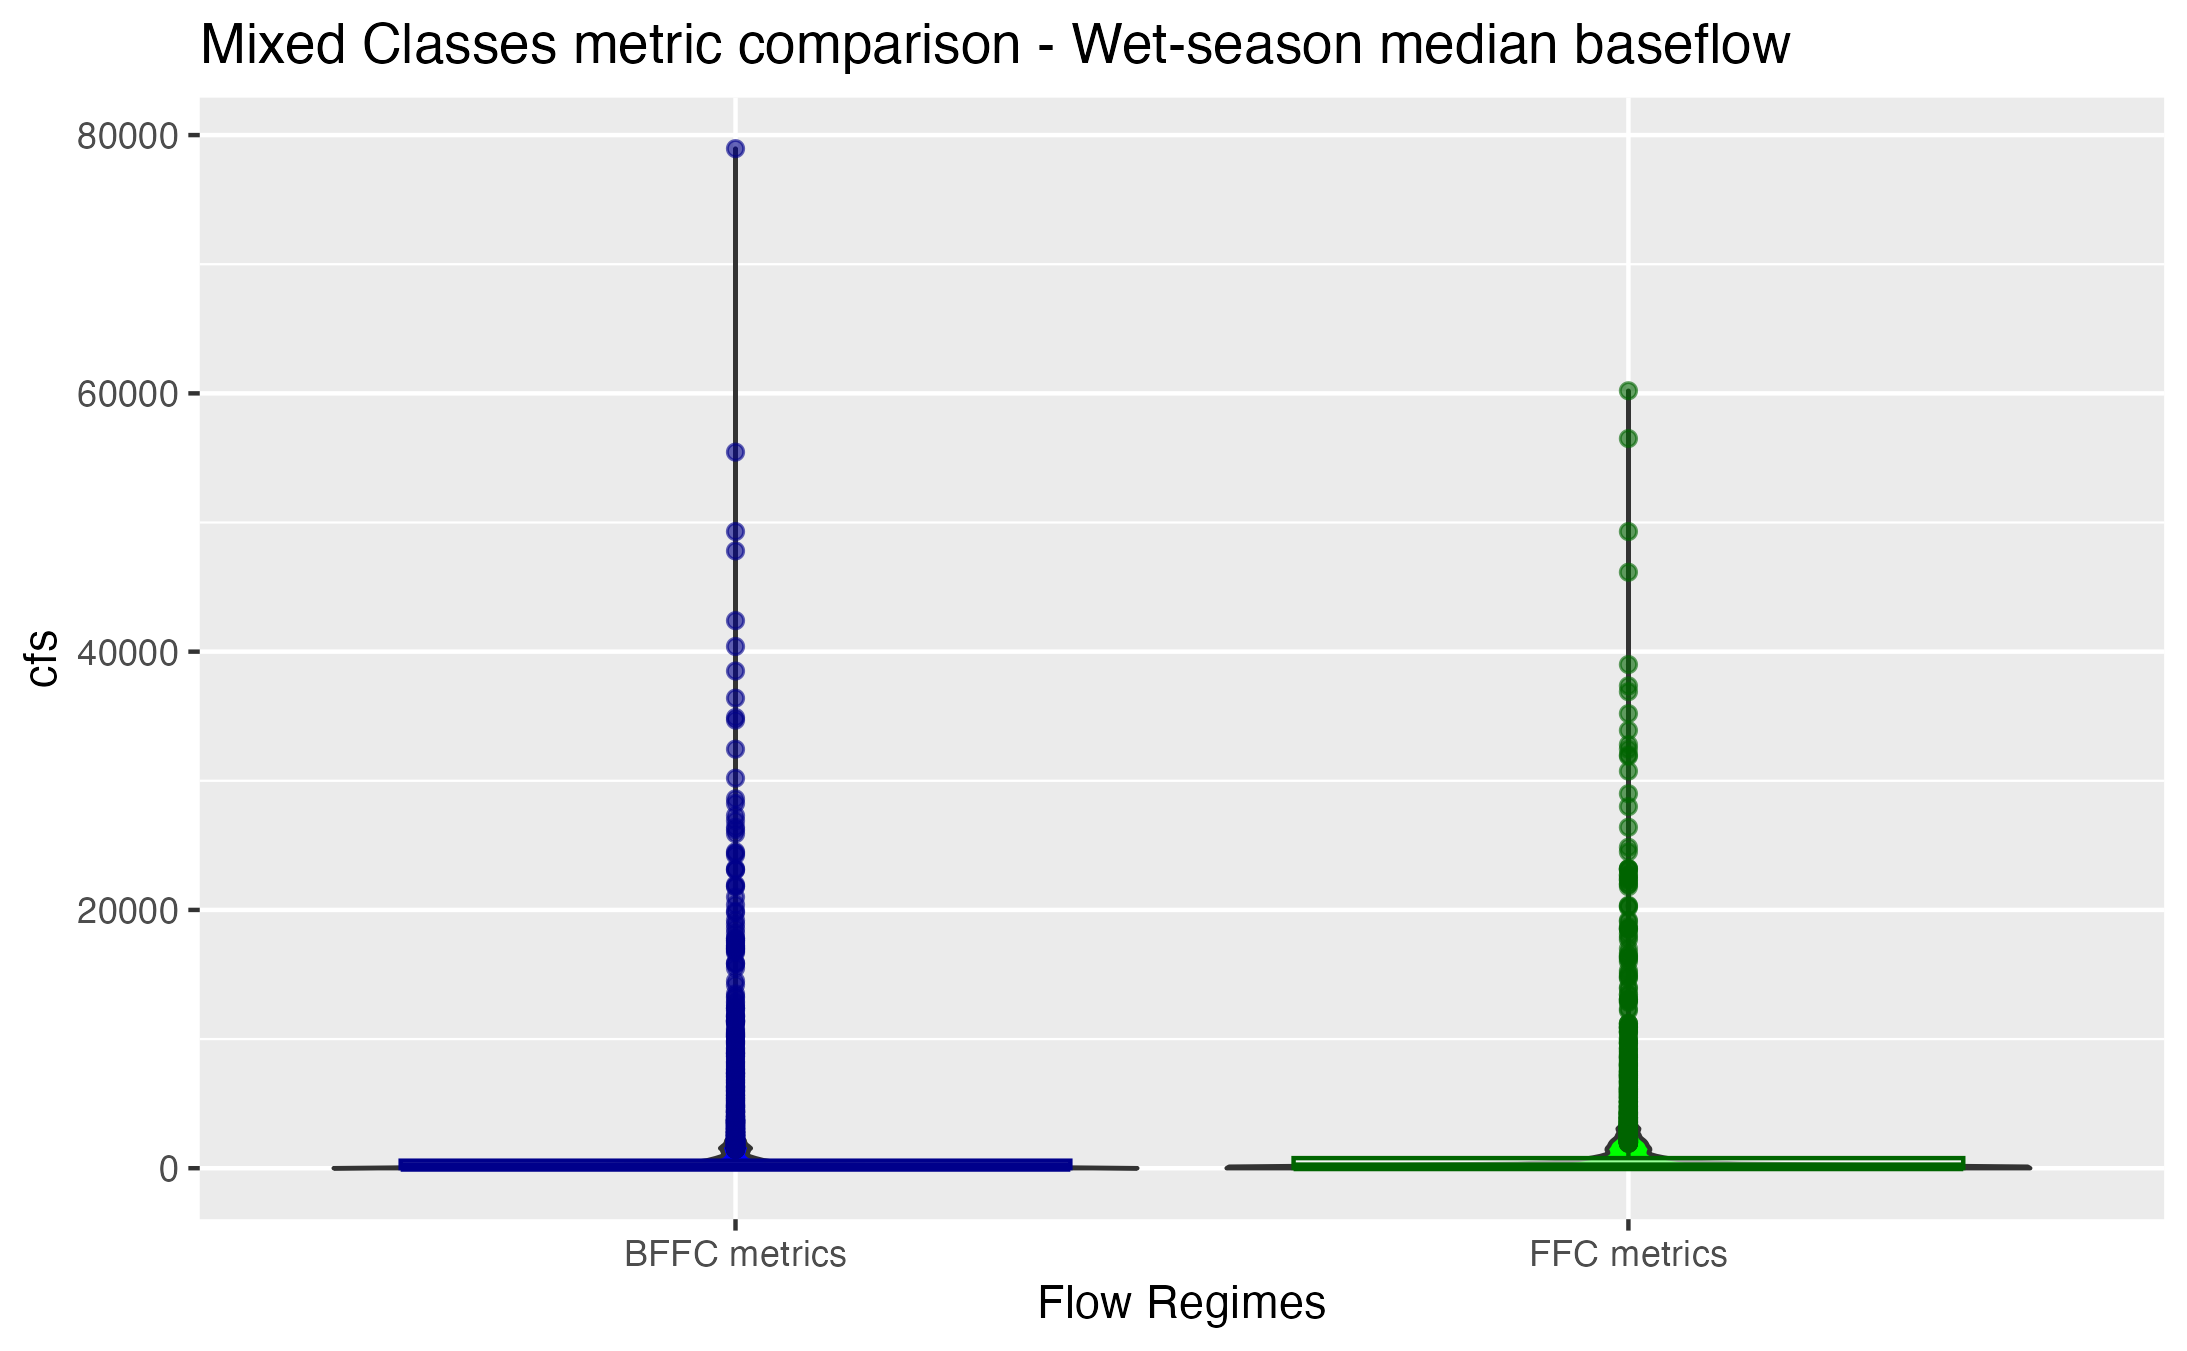 Mixed Classes metric comparison - Wet-season median baseflow
80000
60000
40000
20000
0
cfs
BFFC metrics
FFC metrics
Flow Regimes